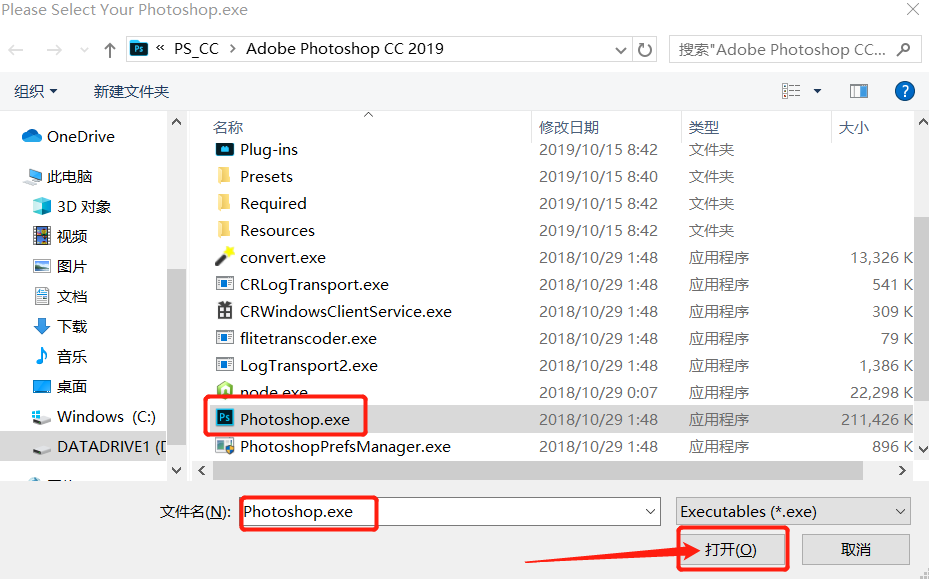 Please Select Your Photoshop.exe
« PS_CC > Adobe Photoshop CC 2019
搜索"Adobe Photoshop CC...
组织 新建文件夹
OneDrive
此电脑
3D 对象
视频
图片
文档
下载
音乐
桌面
Windows (C:)
DATADRIVE1 (D
名称 修改日期 类型 大小
Plug-ins 2019/10/15 8:42 文件夹
Presets 2019/10/15 8:40 文件夹
Required 2019/10/15 8:42 文件夹
Resources 2019/10/15 8:42 文件夹
convert.exe 2018/10/29 1:48 应用程序 13,326 K
CRLogTransport.exe 2018/10/29 1:48 应用程序 541 K
CRWindowsClientService.exe 2018/10/29 1:48 应用程序 309 K
flitetranscoder.exe 2018/10/29 1:48 应用程序 79 K
LogTransport2.exe 2018/10/29 1:48 应用程序 1,386 K
node.exe 2018/10/29 0:07 应用程序 22,298 K
Photoshop.exe 2018/10/29 1:48 应用程序 211,426 K
PhotoshopPrefsManager.exe 2018/10/29 1:48 应用程序 896 K
文件名(N): Photoshop.exe Executables (*.exe)
打开(O) 取消